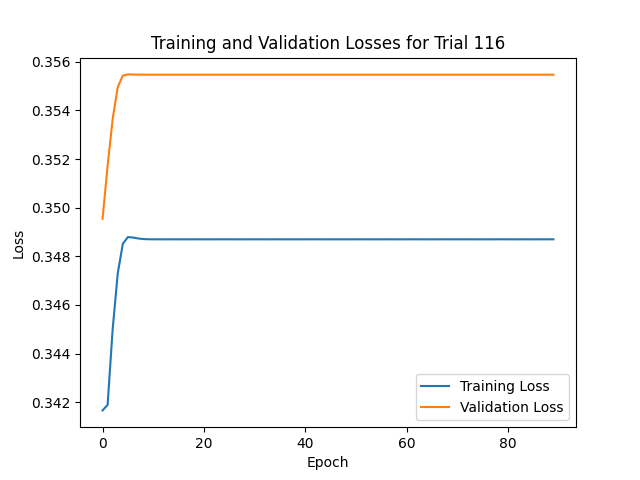 Training and Validation Losses for Trial 116
Loss
0.356
0.354
0.352
0.350
0.348
0.346
0.344
0.342
Training Loss
Validation Loss
0
20
40
60
80
Epoch